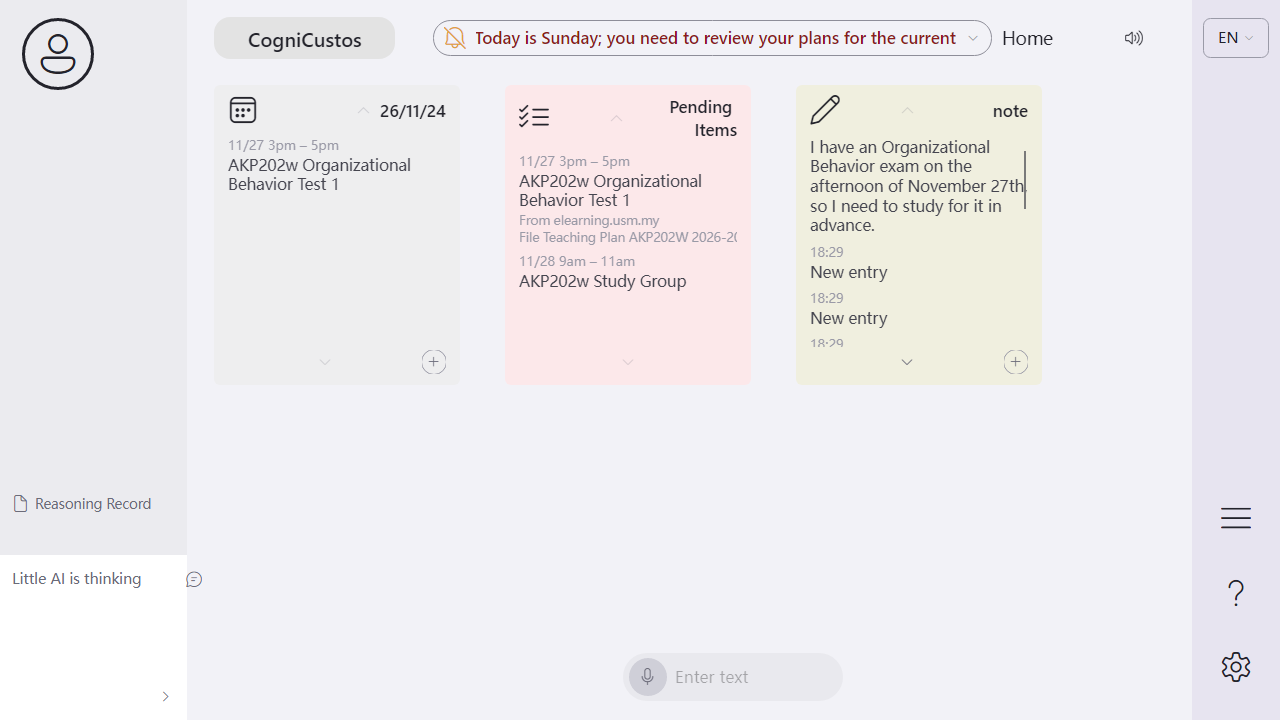 CogniCustos
Today is Sunday; you need to review your plans for the current
Home
EN
26/11/24
11/27 3pm – 5pm
AKP202w Organizational
Behavior Test 1
Pending
Items
11/27 3pm – 5pm
AKP202w Organizational
Behavior Test 1
From elearning.usm.my
File Teaching Plan AKP202W 2026-20
11/28 9am – 11am
AKP202w Study Group
note
I have an Organizational
Behavior exam on the
afternoon of November 27th,
so I need to study for it in
advance.
18:29
New entry
18:29
New entry
18:29
Reasoning Record
Little AI is thinking
Enter text